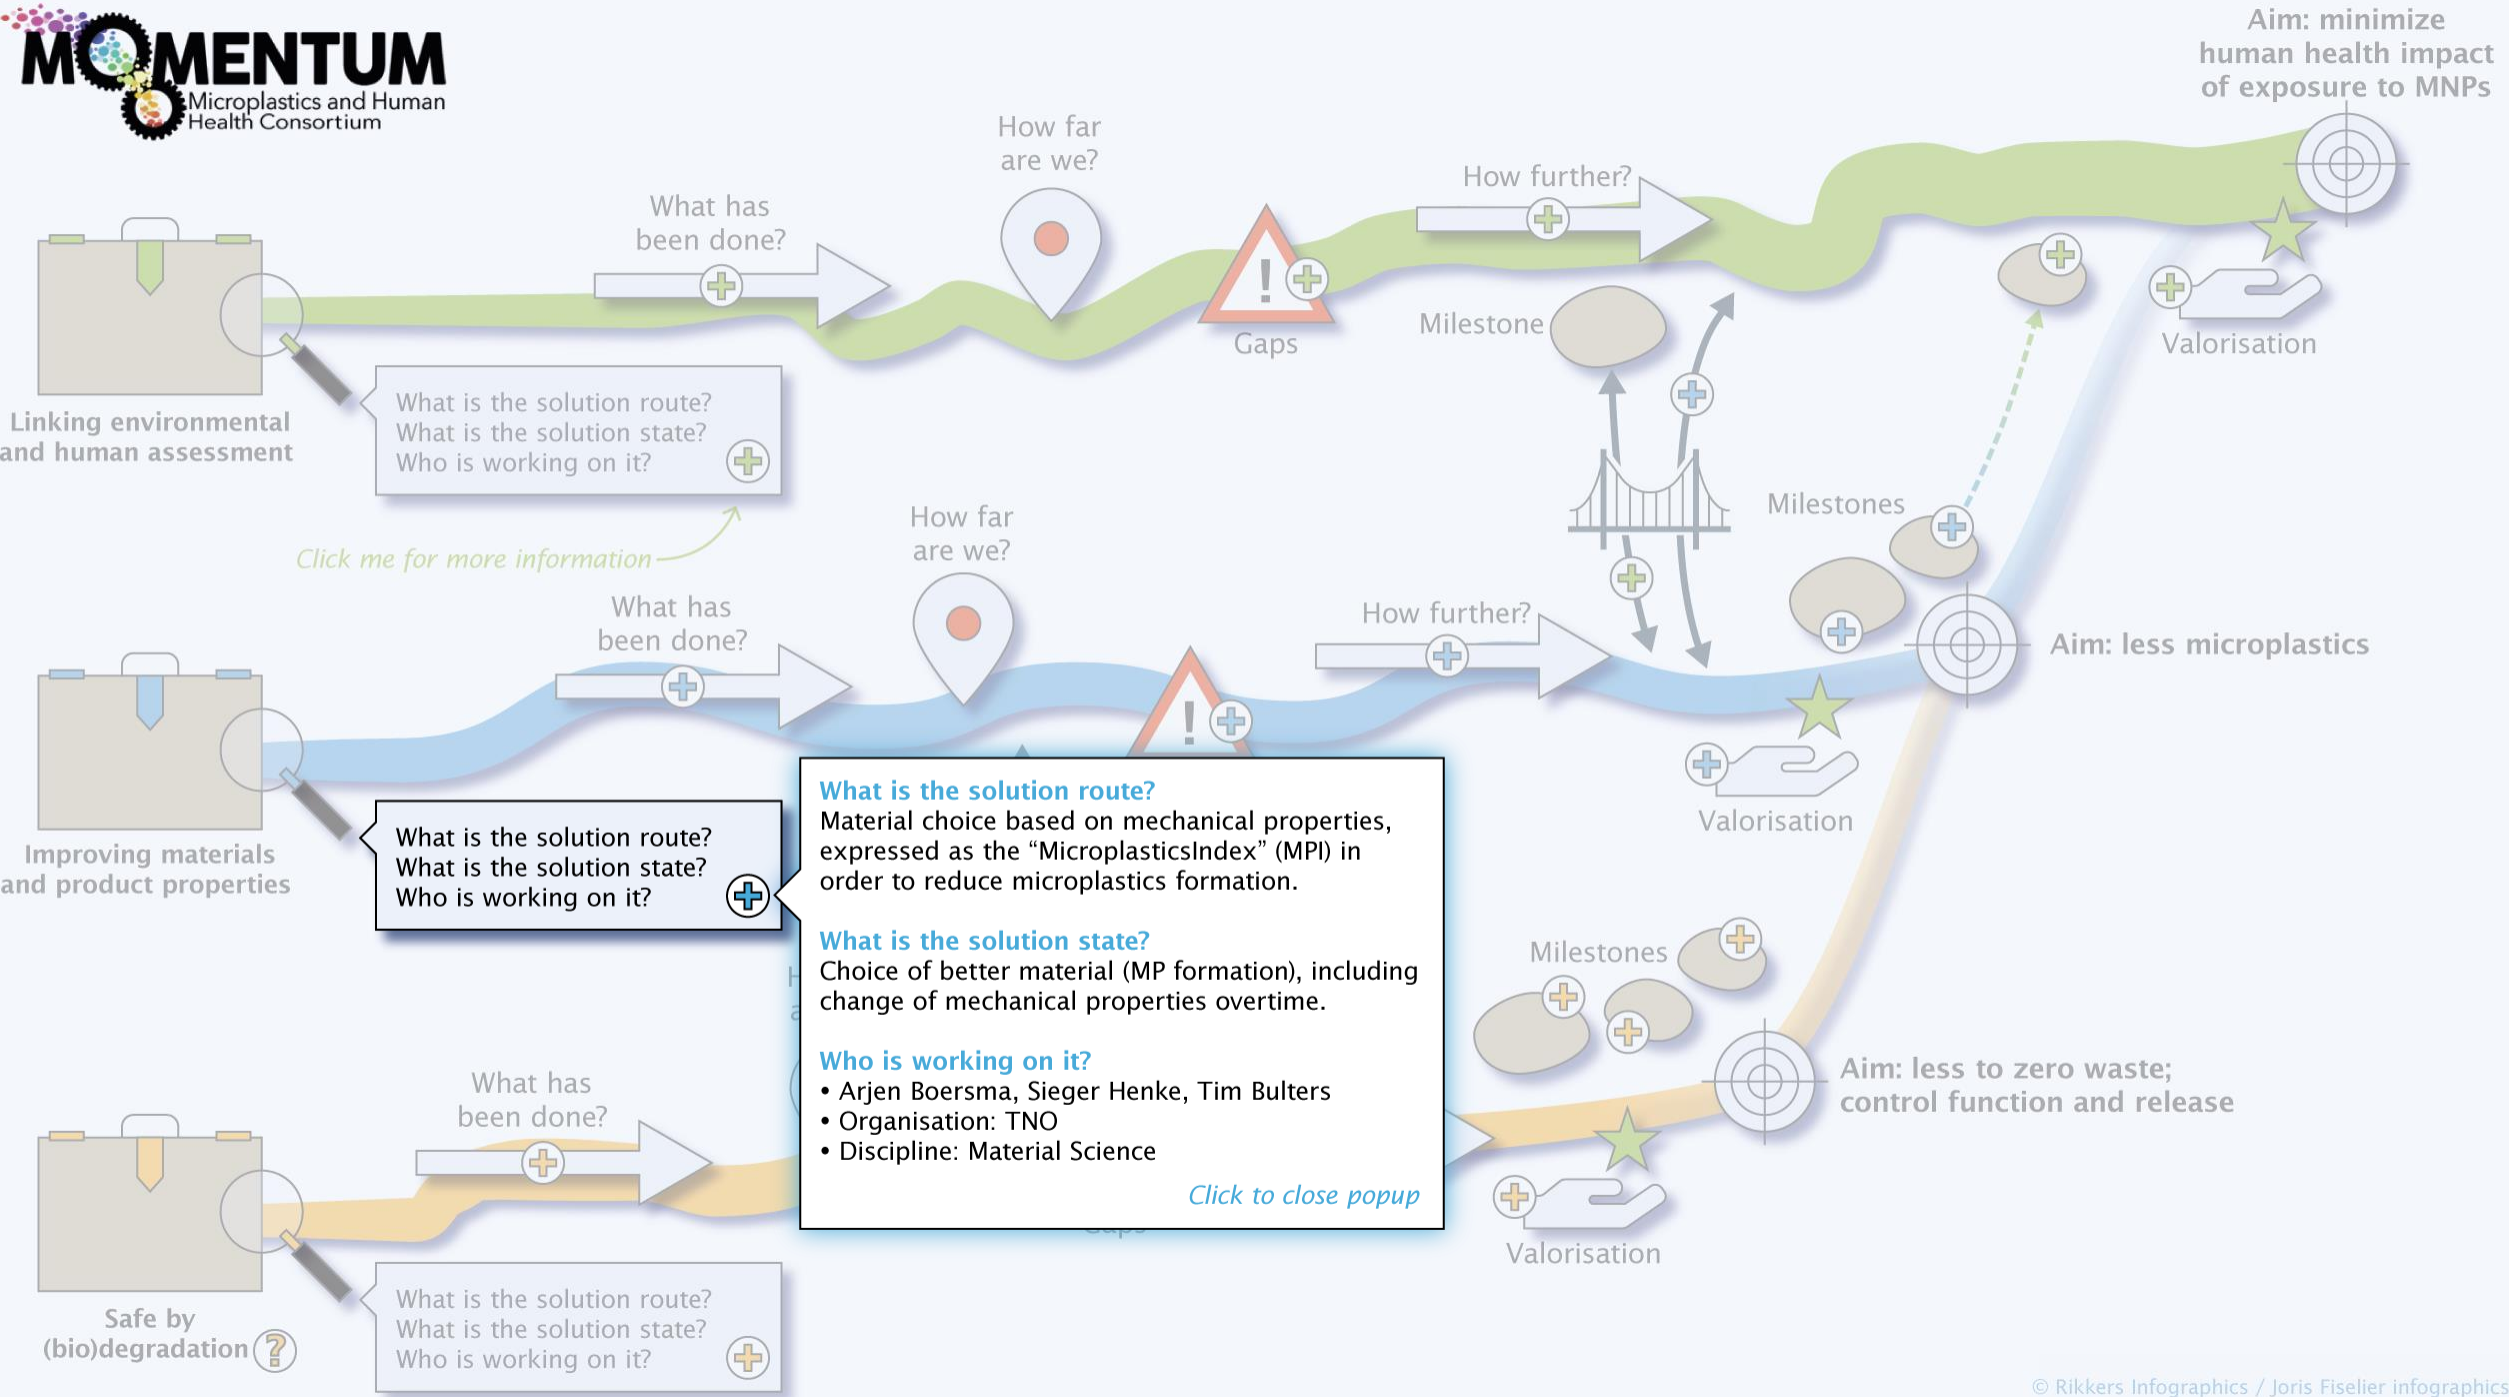 MOMENTUM
Microplastics and Human
Health Consortium
Aim: minimize
human health impact
of exposure to MNPs
How far
are we?
What has
been done?
How further?
!
Gaps
Milestone
Valorisation
Linking environmental
and human assessment
What is the solution route?
What is the solution state?
Who is working on it?
Click me for more information
How far
are we?
What has
been done?
How further?
!
Milestones
Aim: less microplastics
Valorisation
Improving materials
and product properties
What is the solution route?
What is the solution state?
Who is working on it?
What is the solution route?
Material choice based on mechanical properties,
expressed as the “MicroplasticsIndex” (MPI) in
order to reduce microplastics formation.
What is the solution state?
Choice of better material (MP formation), including
change of mechanical properties overtime.
Who is working on it?
• Arjen Boersma, Sieger Henke, Tim Bulters
• Organisation: TNO
• Discipline: Material Science
Click to close popup
What has
been done?
Milestones
Aim: less to zero waste;
control function and release
Valorisation
Safe by
(bio)degradation ?
What is the solution route?
What is the solution state?
Who is working on it?
© Rikkers Infographics / Joris Fiselier infographics